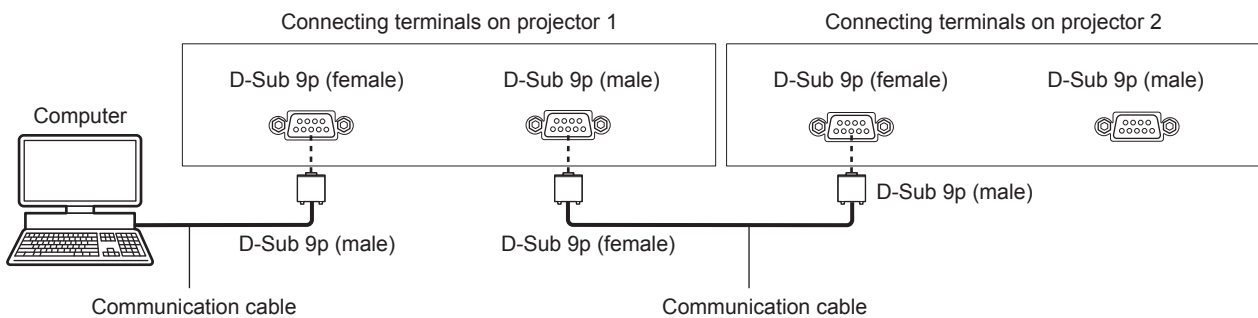 Connecting terminals on projector 1
Connecting terminals on projector 2
D-Sub 9p (female)
D-Sub 9p (male)
D-Sub 9p (female)
D-Sub 9p (male)
Computer
D-Sub 9p (male)
D-Sub 9p (male)
D-Sub 9p (female)
Communication cable
Communication cable